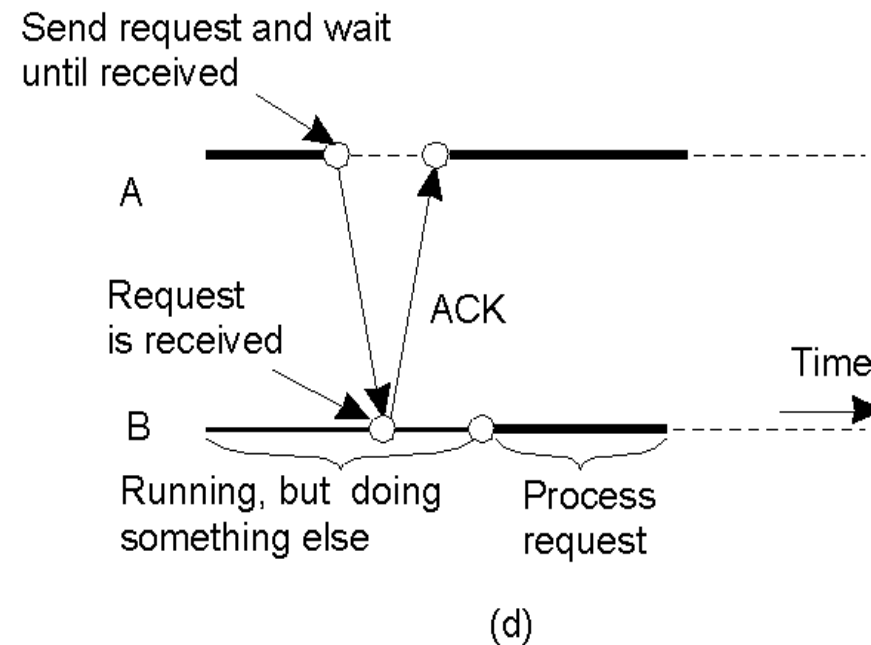 Send request and wait
until received
A
Request
is received
ACK
Time
B
Running, but doing
something else
Process
request
(d)